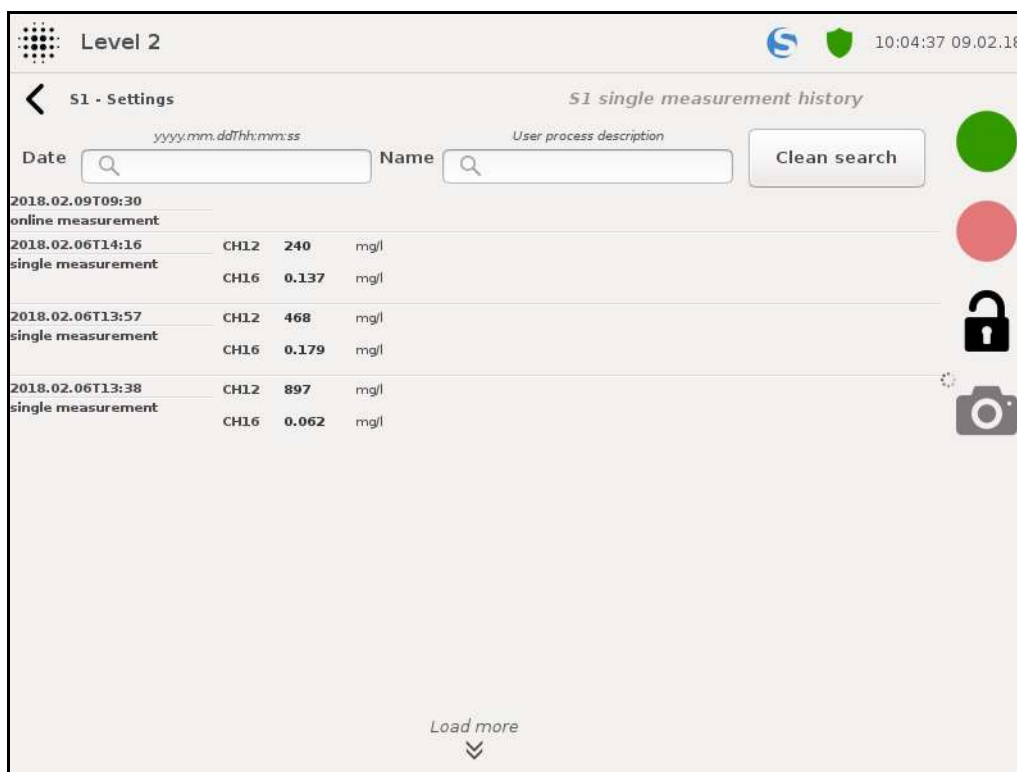 Level 2
10:04:37 09.02.18
S1 - Settings
S1 single measurement history
yyyy.mm.ddThh:mm:ss
User process description
Date
Name
Clean search
2018.02.09T09:30
online measurement
2018.02.06T14:16 CH12 240 mg/l
single measurement
CH16 0.137 mg/l
2018.02.06T13:57 CH12 468 mg/l
single measurement
CH16 0.179 mg/l
2018.02.06T13:38 CH12 897 mg/l
single measurement
CH16 0.062 mg/l
Load more